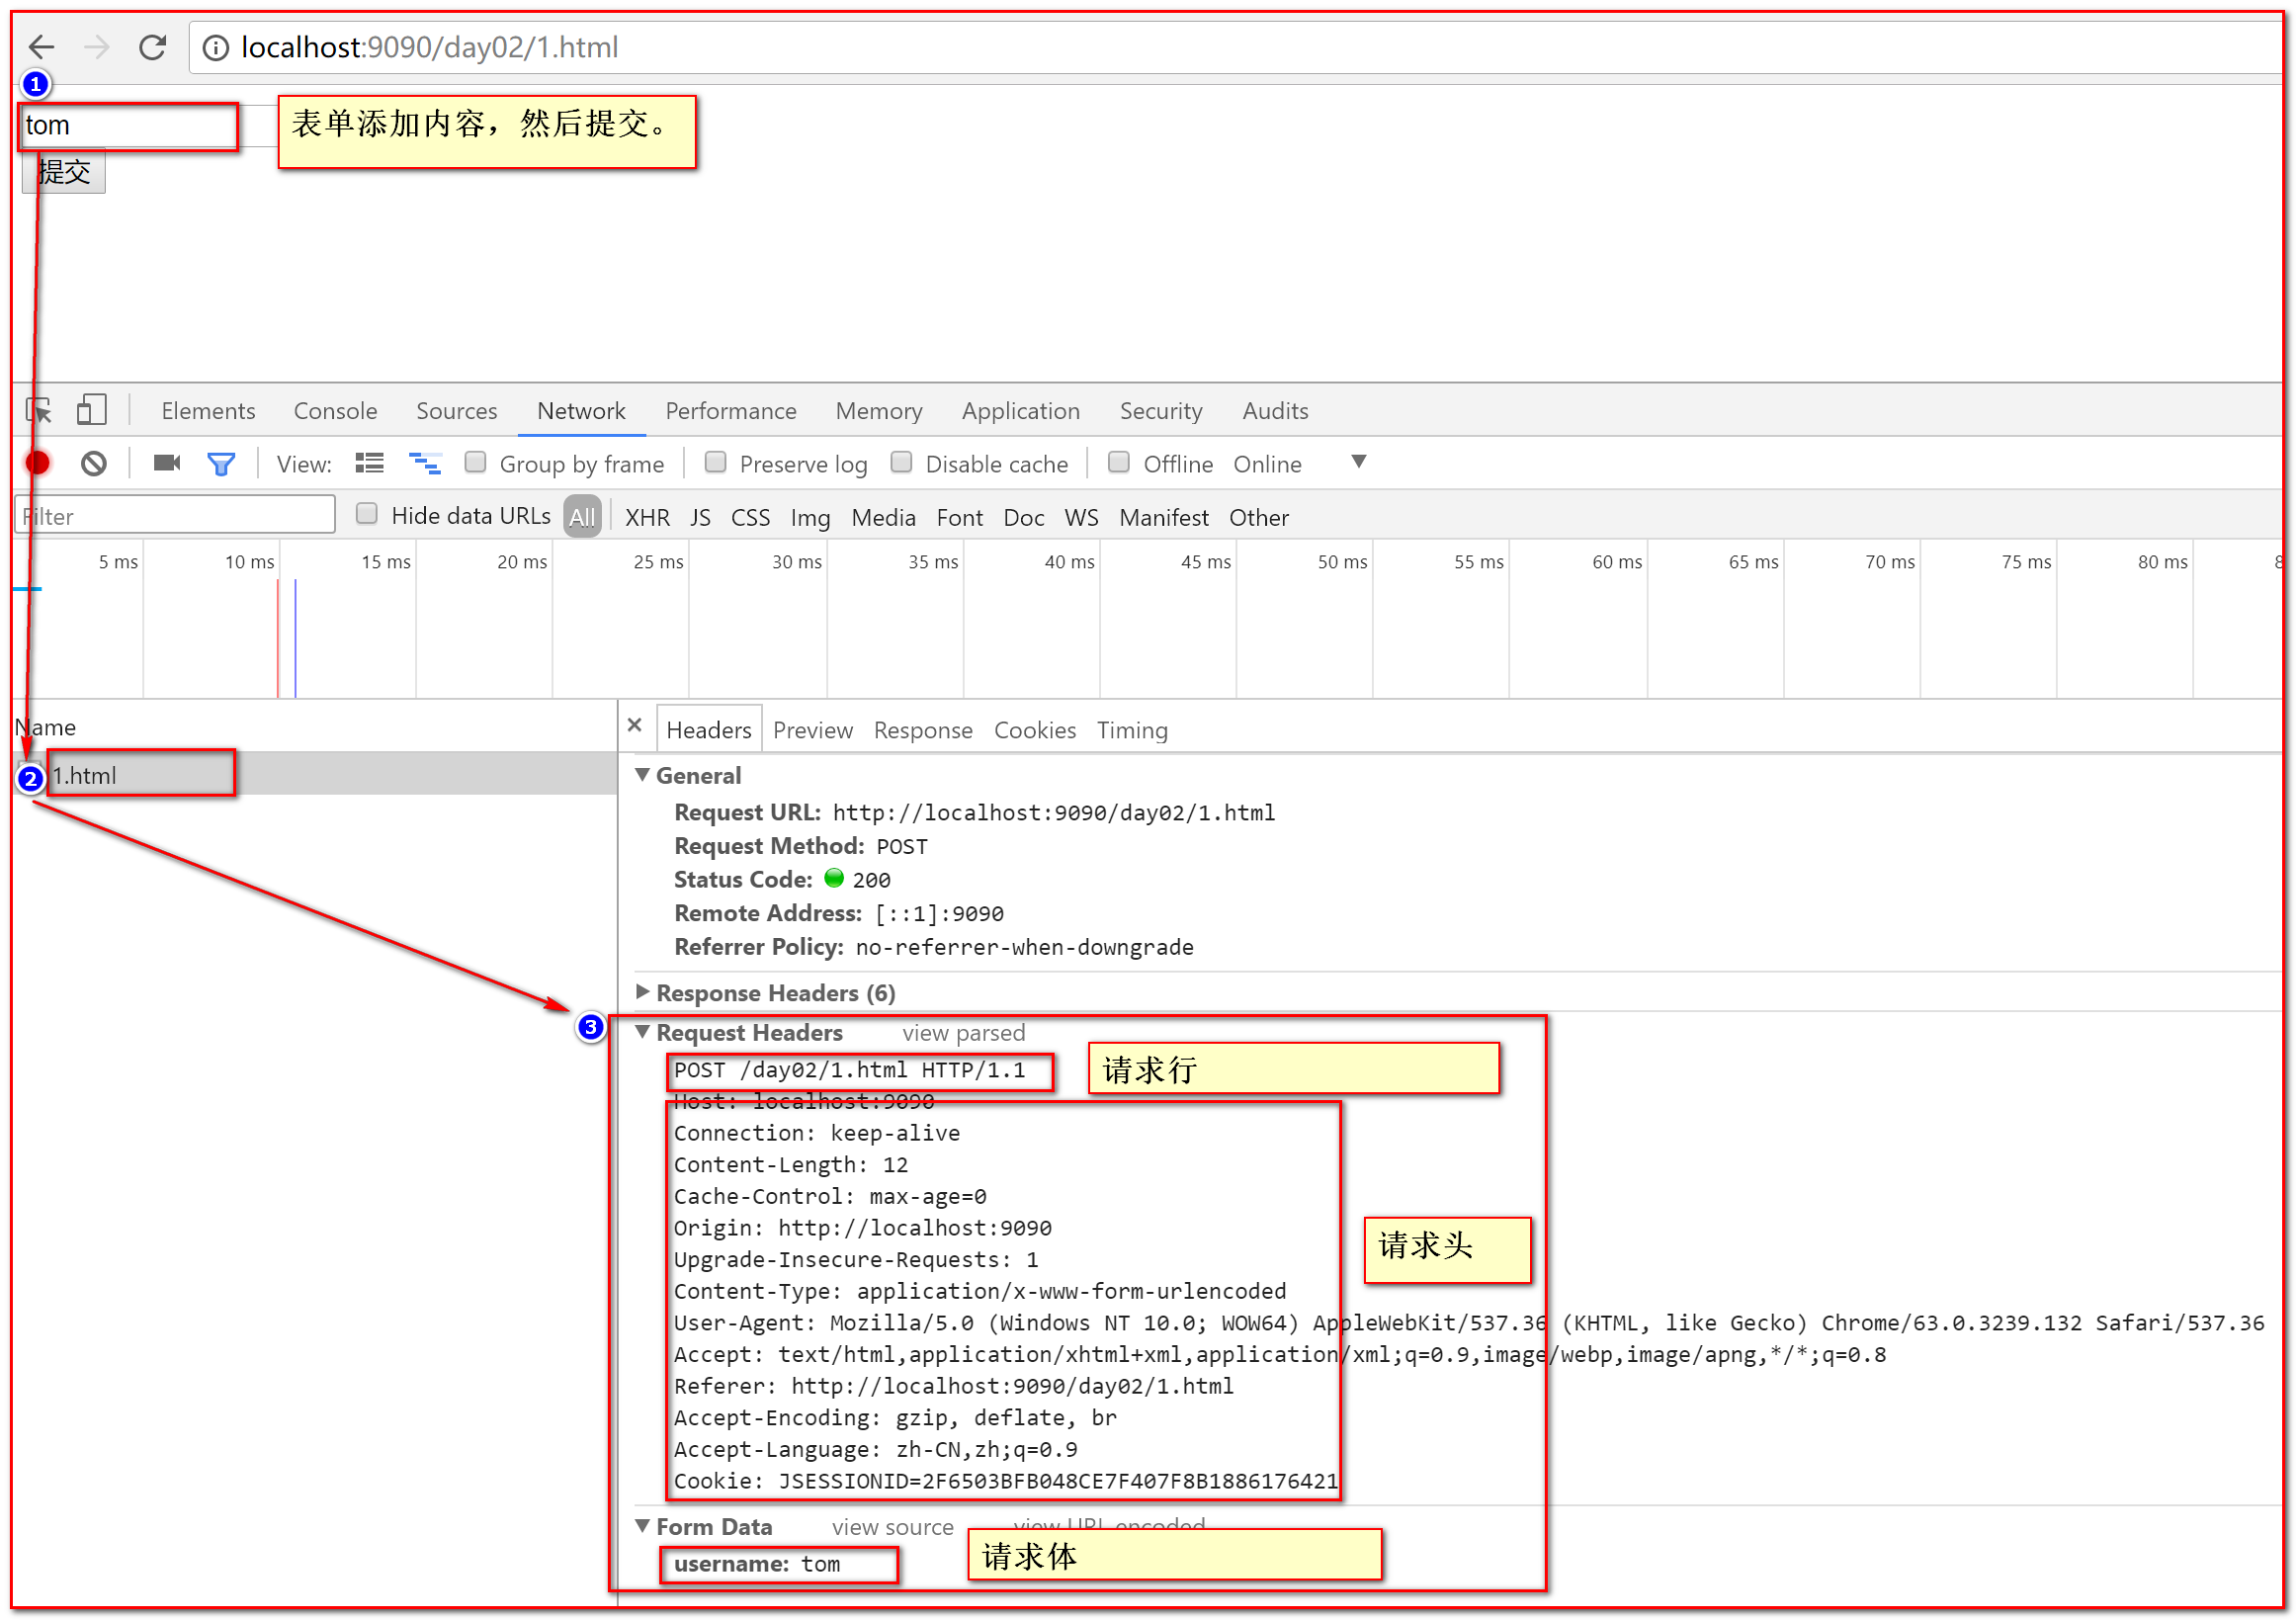 localhost:9090/day02/1.html
1
tom
表单添加内容，然后提交。
提交
Elements Console Sources Network Performance Memory Application Security Audits
View: Group by frame Preserve log Disable cache Offline Online
Filter Hide data URLs All XHR JS CSS Img Media Font Doc WS Manifest Other
5 ms 10 ms 15 ms 20 ms 25 ms 30 ms 35 ms 40 ms 45 ms 50 ms 55 ms 60 ms 65 ms 70 ms 75 ms 80 ms 8
Name
Headers Preview Response Cookies Timing
2 1.html
General
Request URL: http://localhost:9090/day02/1.html
Request Method: POST
Status Code: 200
Remote Address: [::1]:9090
Referrer Policy: no-referrer-when-downgrade
Response Headers (6)
3
Request Headers view parsed
POST /day02/1.html HTTP/1.1
请求行
Host: localhost:9090
Connection: keep-alive
Content-Length: 12
Cache-Control: max-age=0
Origin: http://localhost:9090
请求头
Upgrade-Insecure-Requests: 1
Content-Type: application/x-www-form-urlencoded
User-Agent: Mozilla/5.0 (Windows NT 10.0; WOW64) AppleWebKit/537.36 (KHTML, like Gecko) Chrome/63.0.3239.132 Safari/537.36
Accept: text/html,application/xhtml+xml,application/xml;q=0.9,image/webp,image/apng,*/*;q=0.8
Referer: http://localhost:9090/day02/1.html
Accept-Encoding: gzip, deflate, br
Accept-Language: zh-CN,zh;q=0.9
Cookie: JSESSIONID=2F6503BFB048CE7F407F8B1886176421
Form Data view source view URL encoded
请求体
username: tom